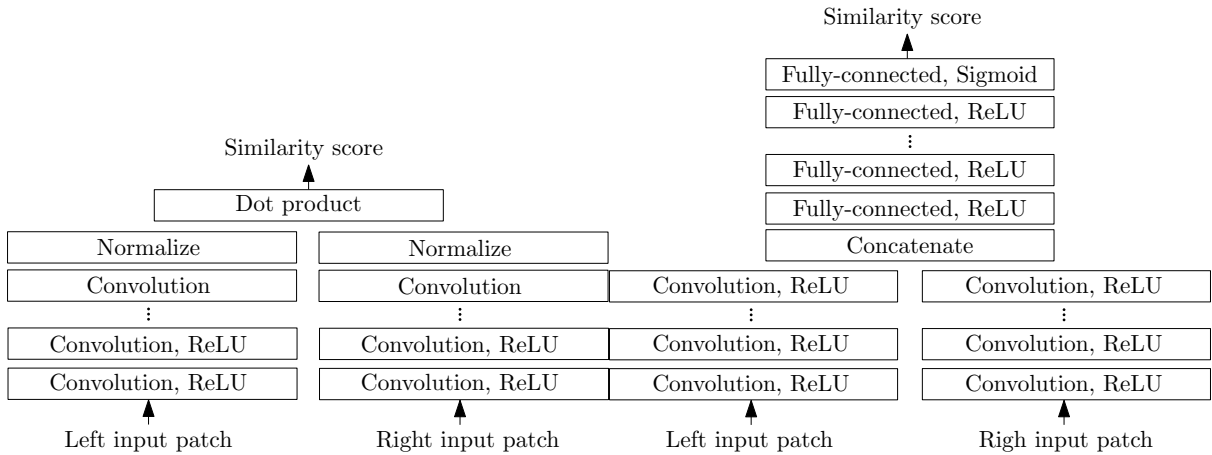 Similarity score
Dot product
Normalize
Normalize
Convolution
Convolution
Convolution, ReLU
Convolution, ReLU
Convolution, ReLU
Convolution, ReLU
Left input patch
Right input patch
Similarity score
Fully-connected, Sigmoid
Fully-connected, ReLU
Fully-connected, ReLU
Fully-connected, ReLU
Concatenate
Convolution, ReLU
Convolution, ReLU
Convolution, ReLU
Convolution, ReLU
Convolution, ReLU
Convolution, ReLU
Left input patch
Righ input patch